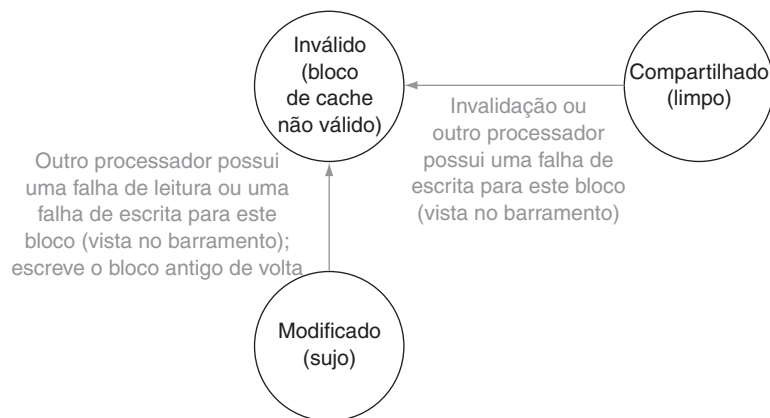 Inválido
(bloco
de cache
não válido)
Compartilhado
(limpo)
Invalidação ou
outro processador
possui uma falha de
escrita para este bloco
(vista no barramento)
Outro processador possui
uma falha de leitura ou uma
falha de escrita para este
bloco (vista no barramento);
escreve o bloco antigo de volta
Modificado
(sujo)